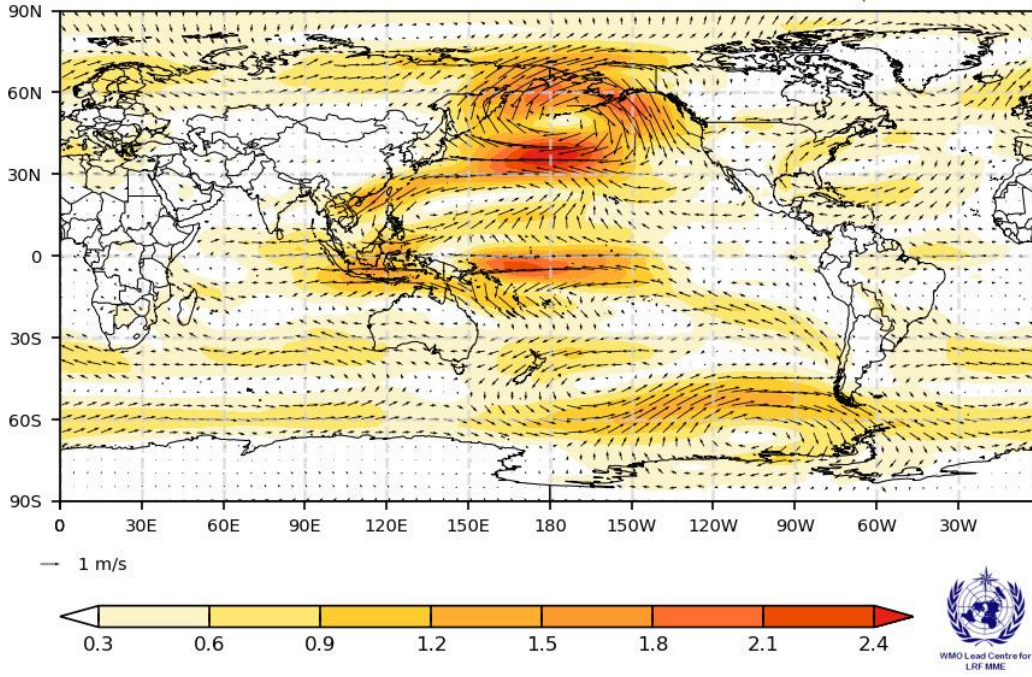 90N
60N
30N
0
30S
60S
90S
0 30E 60E 90E 120E 150E 180 150W 120W 90W 60W 30W
1 m/s
0.3 0.6 0.9 1.2 1.5 1.8 2.1 2.4
WMO Lead Centre for
LRF MME